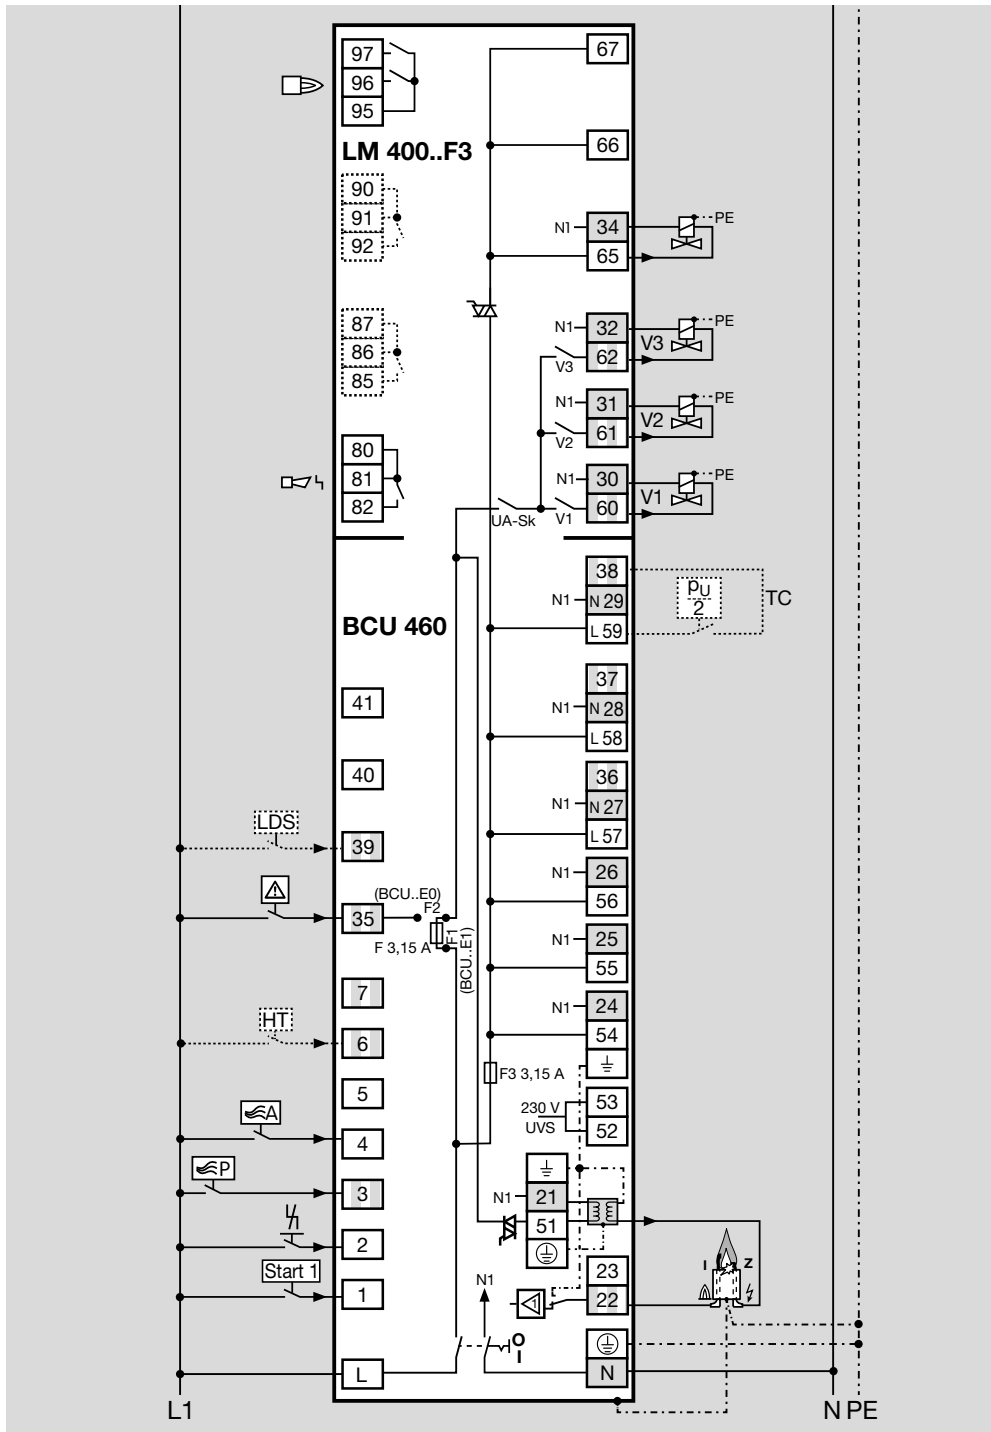 97
67
96
95
LM 400..F3
66
90
91
92
N1 34 PE
65
87
N1 32 PE
86
V3 62 V3
85
N1 31 PE
V2 61 V2
80
81
N1 30 PE
82
UA-Sk V1 60 V1
38
N1 N 29 pU 2 TC
BCU 460
L 59
37
41
N1 N 28
L 58
40
36
N1 N 27
LDS
L 57
39
N1 26
(BCU..E0)
35 F2
56
F1
F 3,15 A
(BCU..E1)
N1 25
55
7
N1 24
HT
54
6
F3 3,15 A
5
230 V 53
UVS 52
A
4
P
3
N1 21
51
2
I Z
Start 1
23
1
N1
1
22
O
I
L
N
L1
N PE